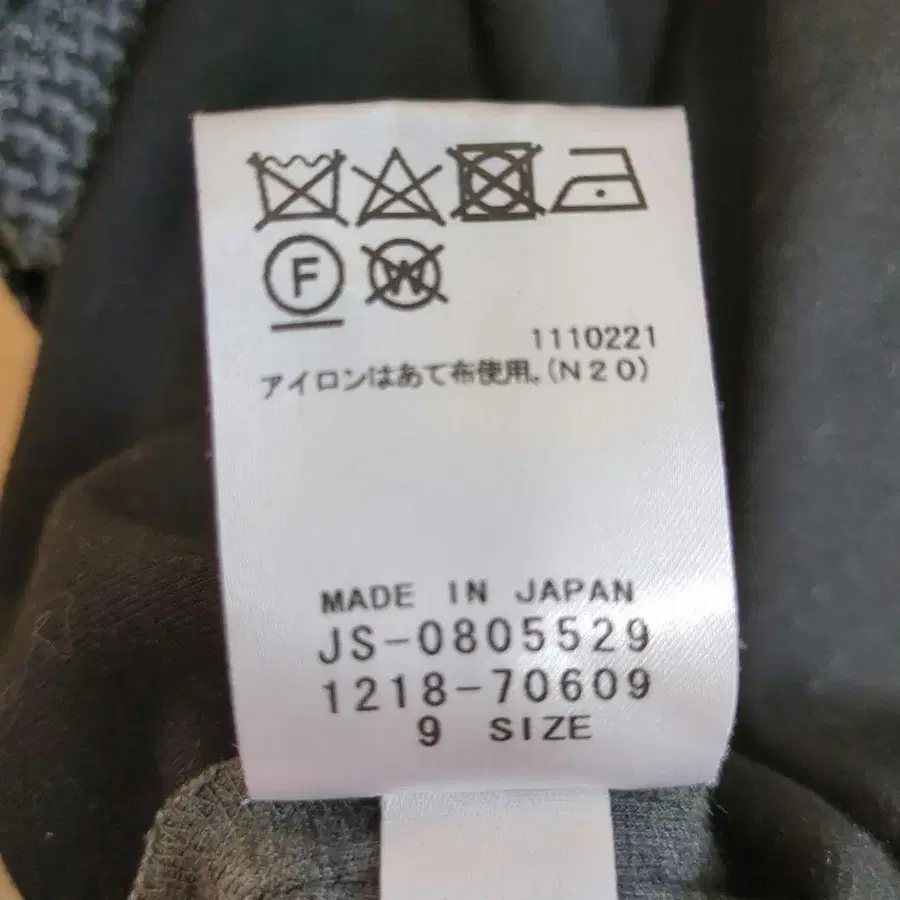 F W
1110221
アイロンはあて布使用。(N20)
MADE IN JAPAN
JS-0805529
1218-70609
9 SIZE